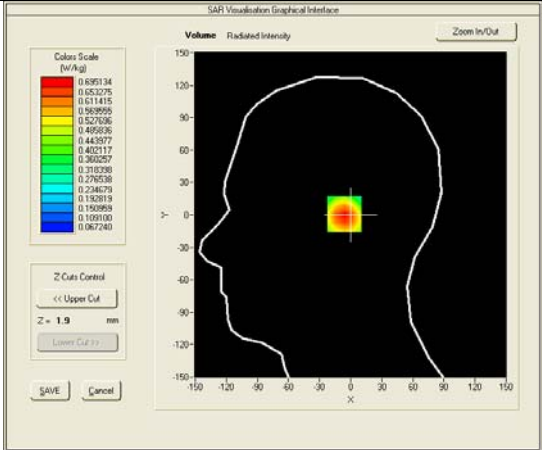 SAR Visualisation Graphical Interface
Volume Radiated Intensity
Zoom In/Out
Colors Scale
(W/kg)
0.695134
0.653275
0.611415
0.569555
0.527696
0.485836
0.443977
0.402117
0.360257
0.318398
0.276538
0.234679
0.192819
0.150959
0.109100
0.067240
Z Cuts Control
<< Upper Cut
Z = 1.9 mm
Lower Cut >>
SAVE Cancel
150
120
90
60
30
0
-30
-60
-90
-120
-150
Y
-150 -120 -90 -60 -30 0 30 60 90 120 150
X